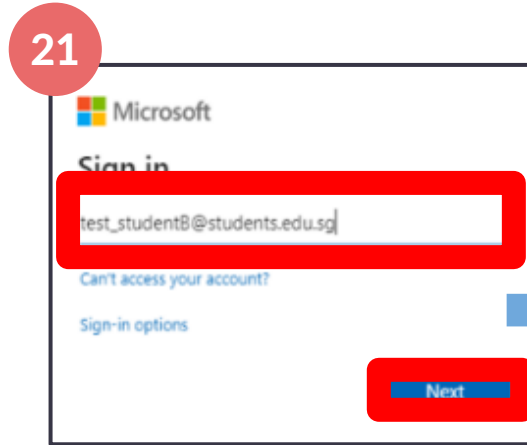 21
Microsoft
Sign in
test_studentB@students.edu.sg
Can't access your account?
Sign-in options
Next